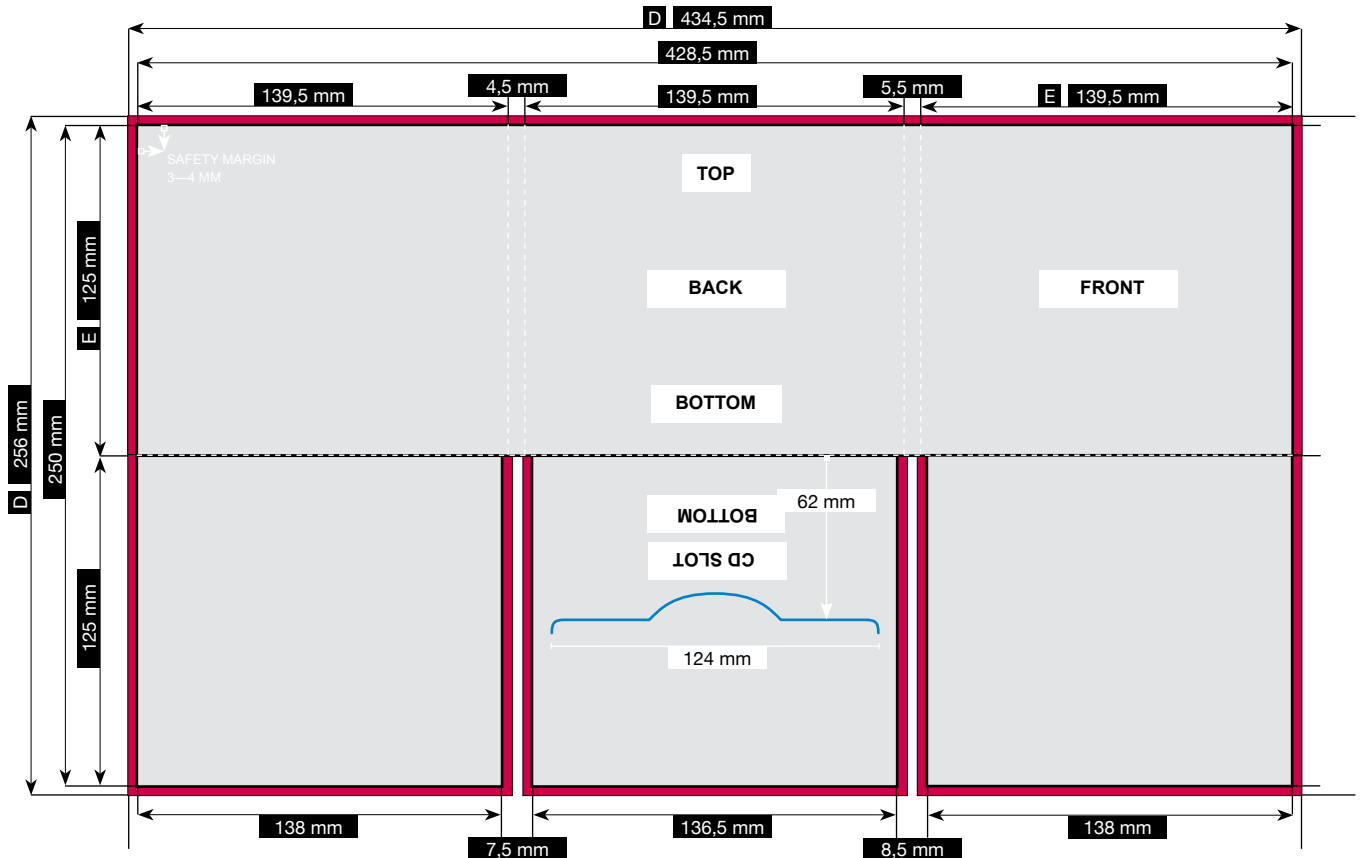 D 434,5 mm
428,5 mm
4,5 mm
5,5 mm
139,5 mm
139,5 mm
E 139,5 mm
SAFETY MARGIN
3—4 MM
TOP
125 mm
E
BACK
FRONT
BOTTOM
D 256 mm
250 mm
62 mm
BOTTOM
CD SLOT
125 mm
124 mm
138 mm
136,5 mm
138 mm
7,5 mm
8,5 mm